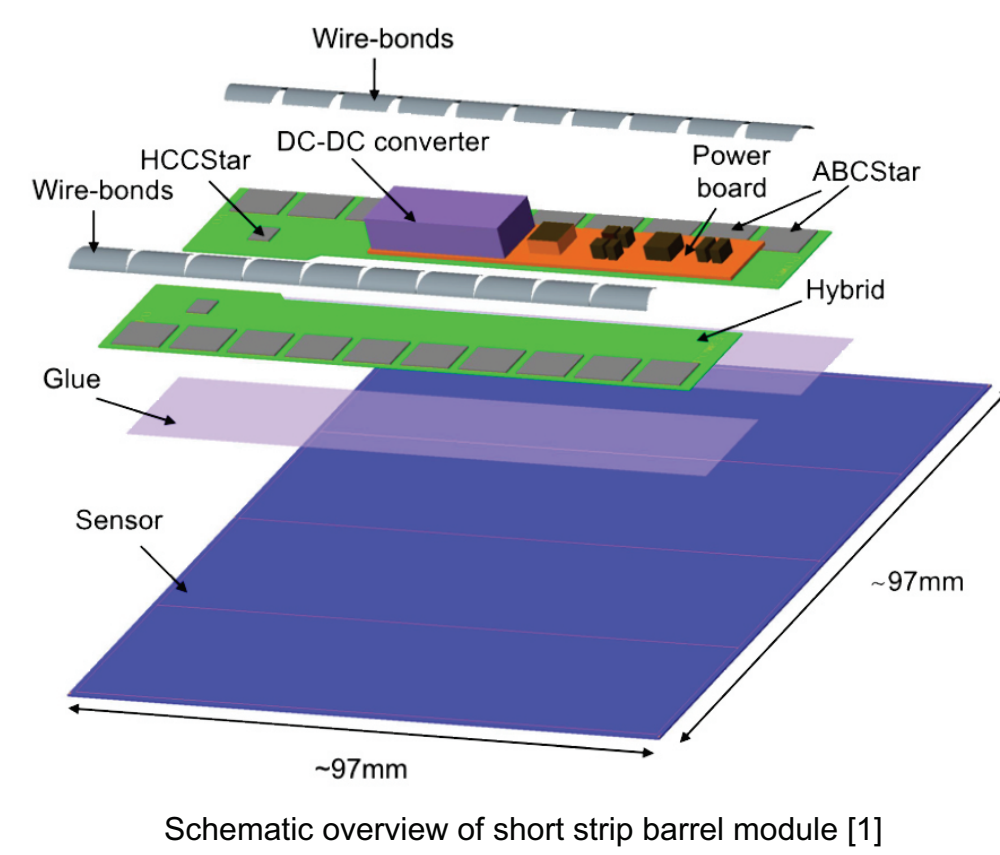 Wire-bonds
DC-DC converter
HCCStar
Power
board
ABCStar
Wire-bonds
Hybrid
Glue
Sensor
~97mm
~97mm
Schematic overview of short strip barrel module [1]